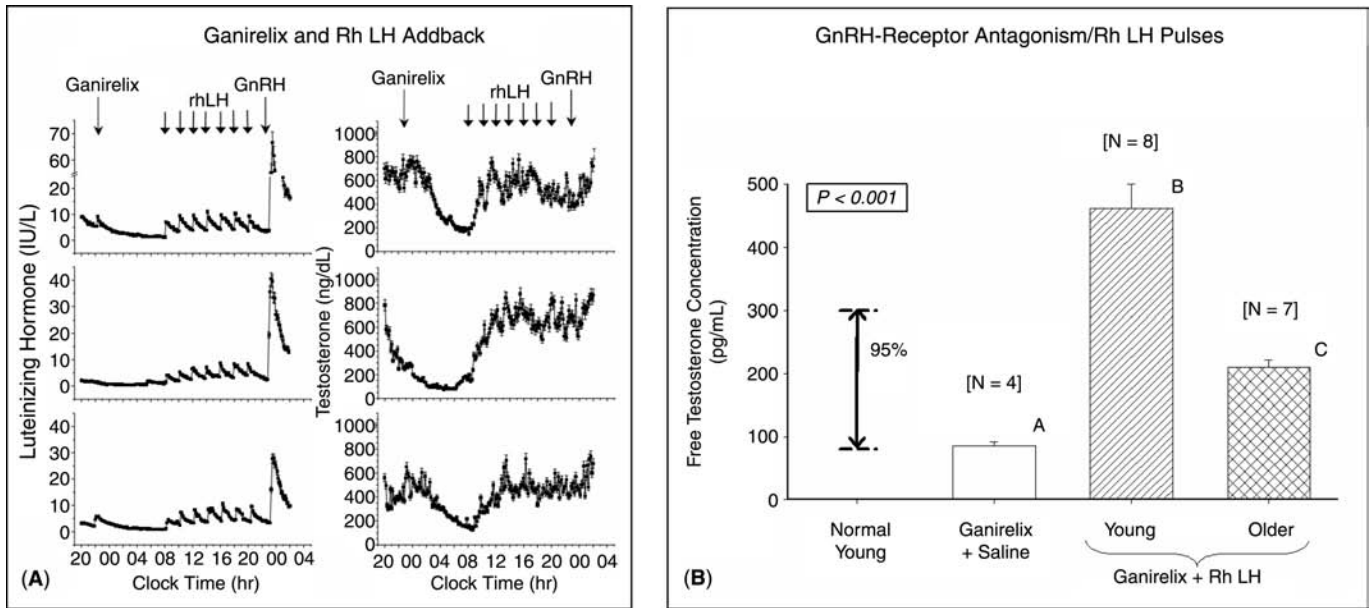 Ganirelix and Rh LH Addback
Ganirelix
rhLH
GnRH
Ganirelix
rhLH
GnRH
Luteinizing Hormone (IU/L)
70
60
20
10
0
40
30
20
10
0
40
30
20
10
0
20 00 04 08 12 16 20 00 04
Clock Time (hr)
Testosterone (ng/dL)
1000
800
600
400
200
0
1000
800
600
400
200
0
1000
800
600
400
200
0
20 00 04 08 12 16 20 00 04
Clock Time (hr)
(A)
GnRH-Receptor Antagonism/Rh LH Pulses
Free Testosterone Concentration
(pg/mL)
500
400
300
200
100
0
P < 0.001
95%
[N = 4]
A
[N = 8]
B
[N = 7]
C
Normal
Young
Ganirelix
+ Saline
Young
Older
Ganirelix + Rh LH
(B)